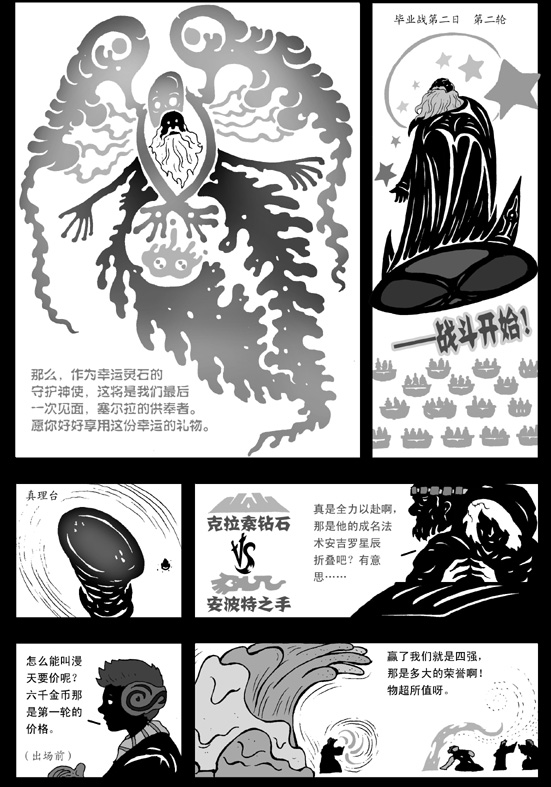 那么，作为幸运灵石的
守护神使，这将是我们最后
一次见面，塞尔拉的供奉者。
愿你好好享用这份幸运的礼物。
毕业战第二日　第二轮
——战斗开始！
真理台
克拉索钻石
VS
安波特之手
真是全力以赴啊，
那是他的成名法
术安吉罗星辰
折叠吧？有意
思……
怎么能叫漫
天要价呢？
六千金币那
是第一轮的
价格。
（出场前）
赢了我们就是四强，
那是多大的荣誉啊！
物超所值呀。